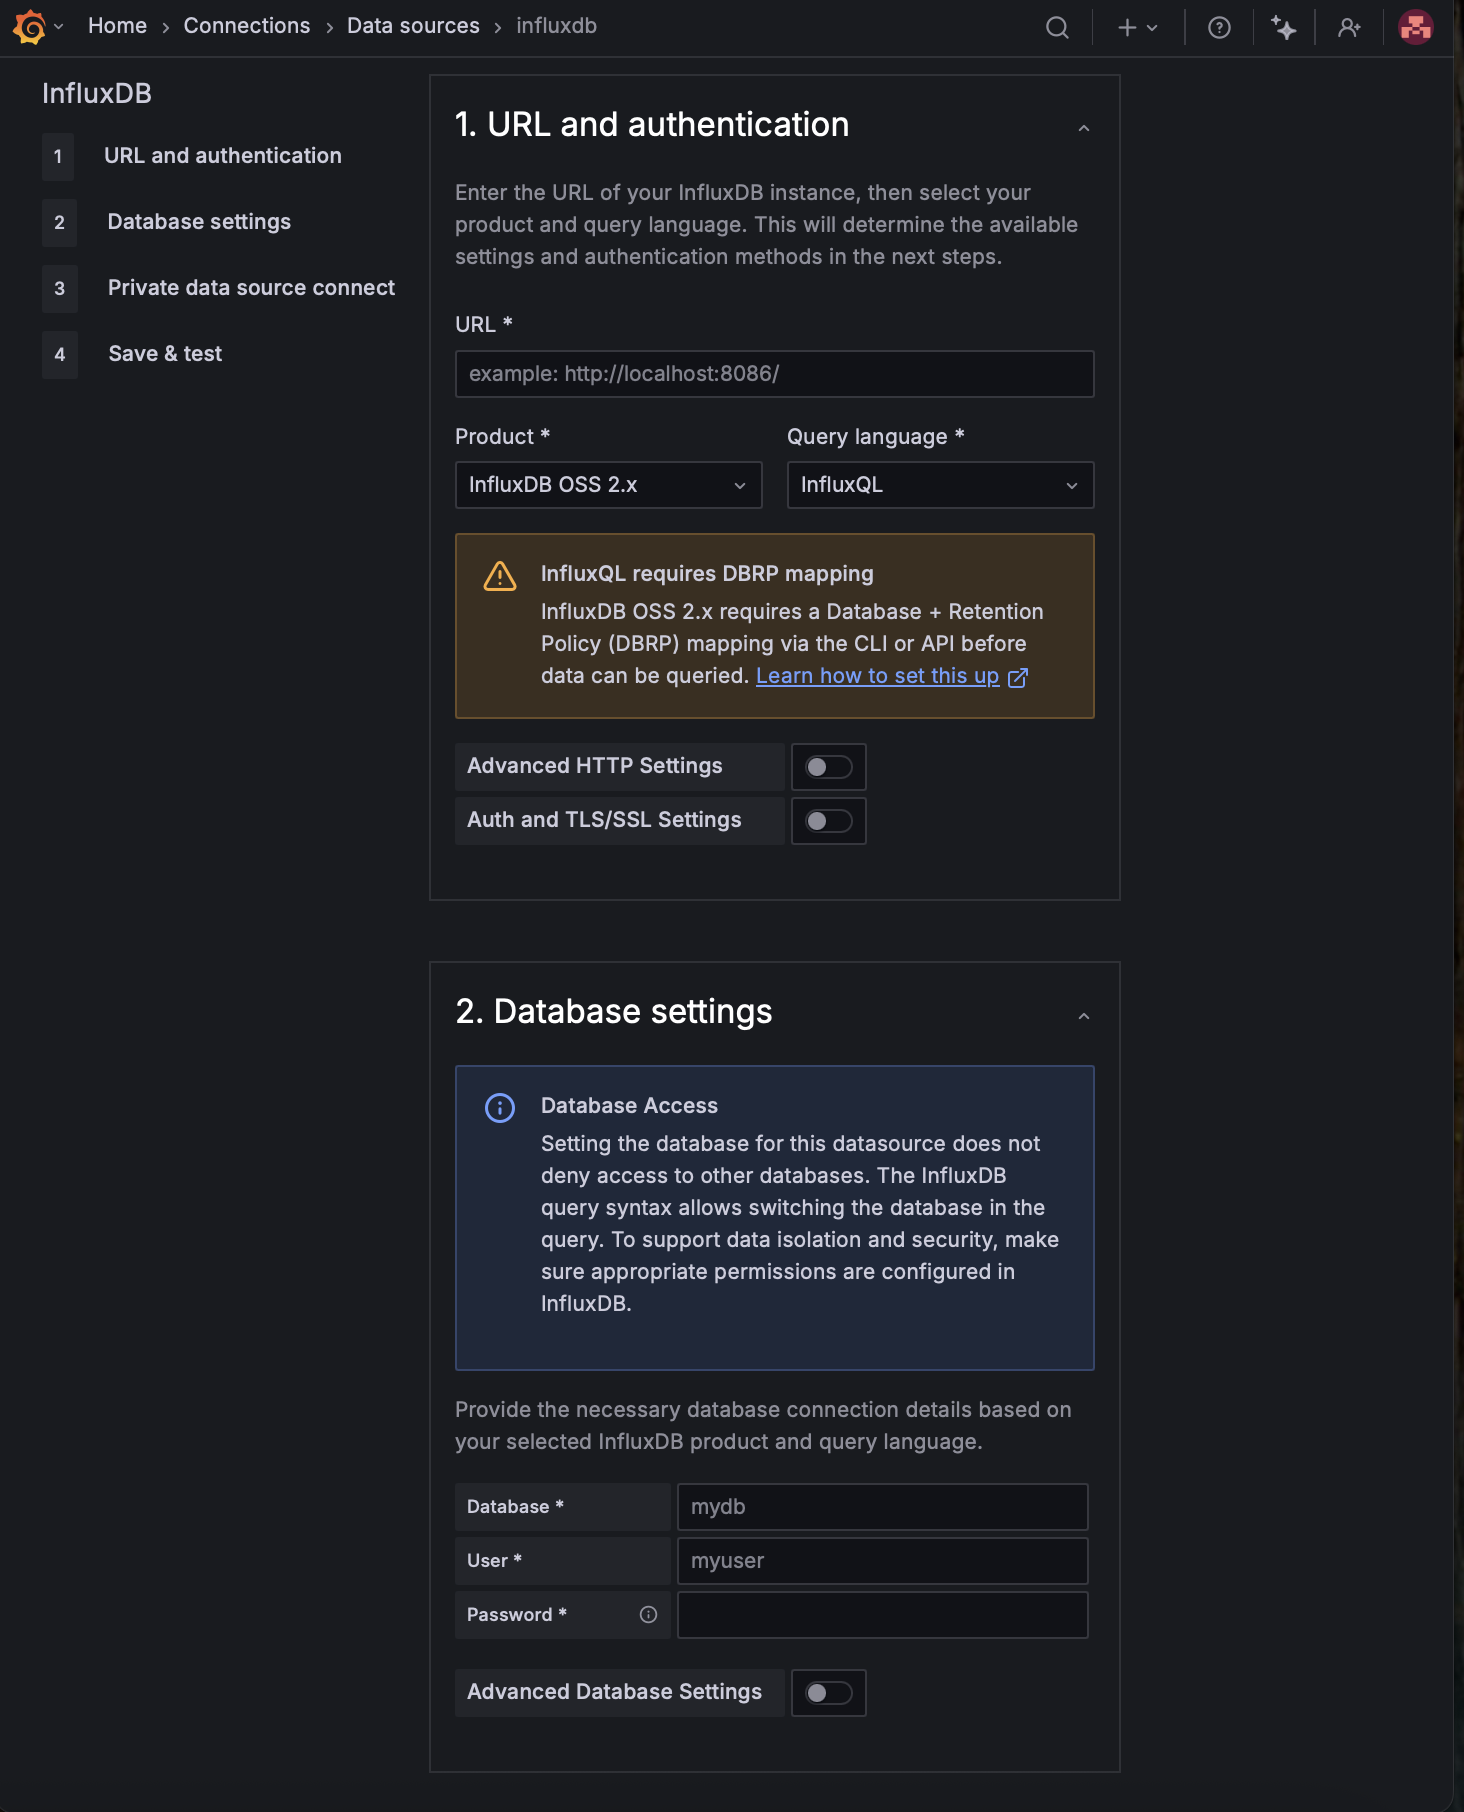 Home › Connections › Data sources › influxdb
InfluxDB
1 URL and authentication
2 Database settings
3 Private data source connect
4 Save & test
1. URL and authentication
Enter the URL of your InfluxDB instance, then select your
product and query language. This will determine the available
settings and authentication methods in the next steps.
URL *
example: http://localhost:8086/
Product * Query language *
InfluxDB OSS 2.x InfluxQL
InfluxQL requires DBRP mapping
InfluxDB OSS 2.x requires a Database + Retention
Policy (DBRP) mapping via the CLI or API before
data can be queried. Learn how to set this up
Advanced HTTP Settings
Auth and TLS/SSL Settings
2. Database settings
Database Access
Setting the database for this datasource does not
deny access to other databases. The InfluxDB
query syntax allows switching the database in the
query. To support data isolation and security, make
sure appropriate permissions are configured in
InfluxDB.
Provide the necessary database connection details based on
your selected InfluxDB product and query language.
Database * mydb
User * myuser
Password *
Advanced Database Settings